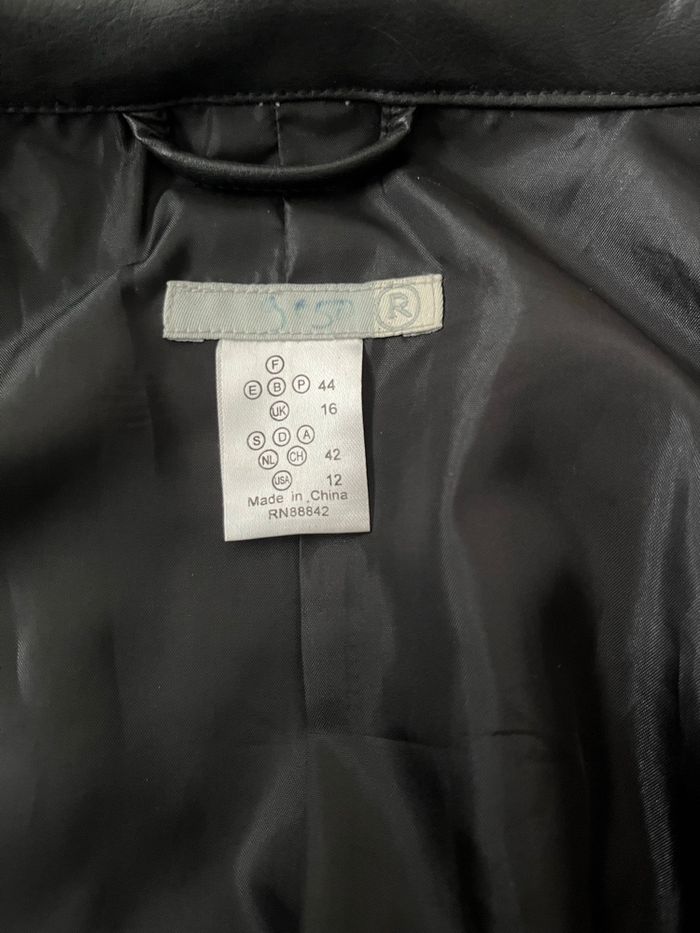 R
F
E B P 44
UK 16
S D A
NL CH 42
USA 12
Made in China
RN88842